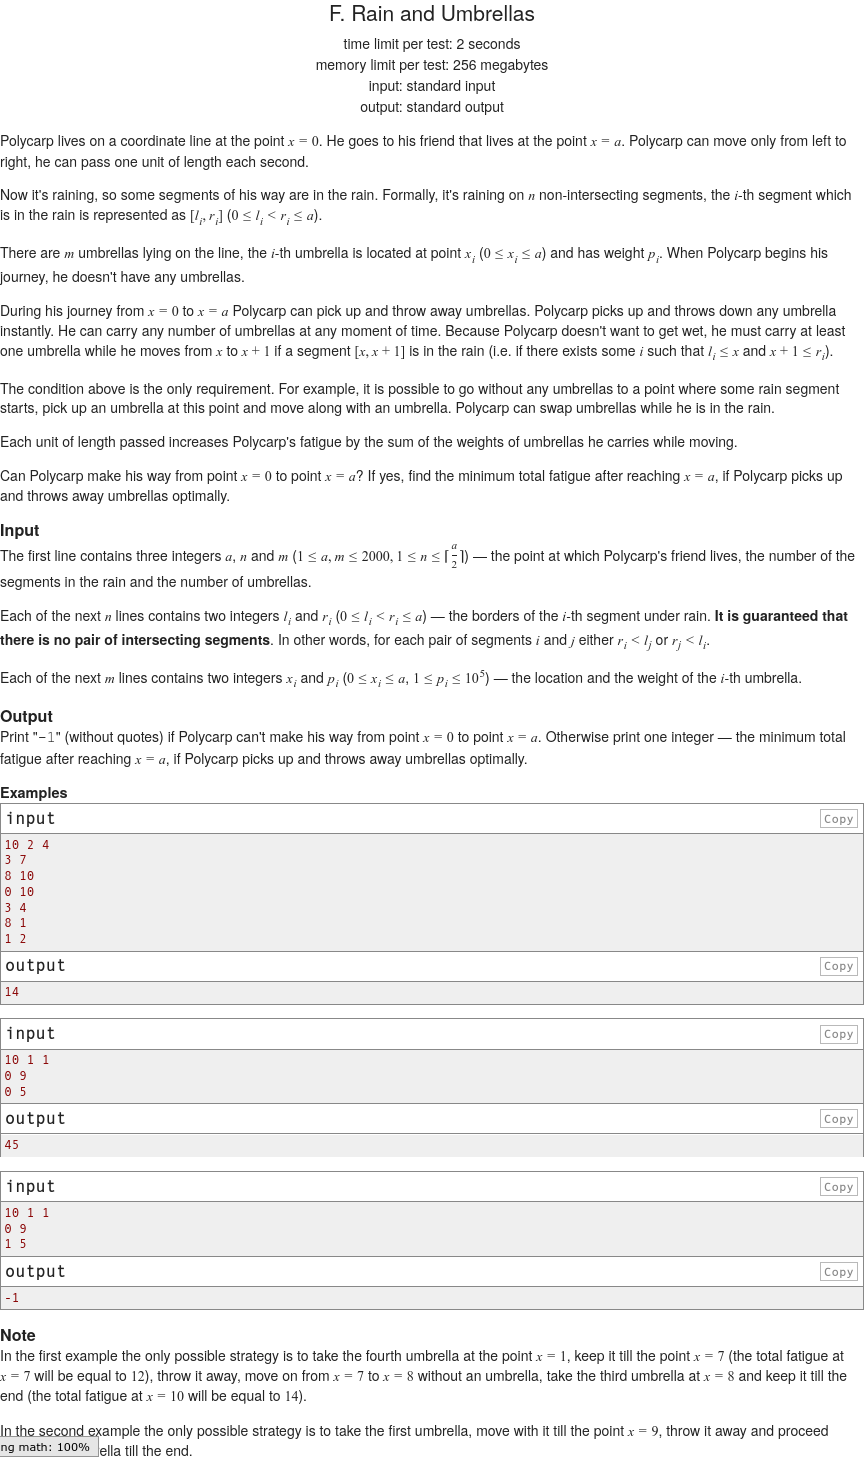 F. Rain and Umbrellas
time limit per test: 2 seconds
memory limit per test: 256 megabytes
input: standard input
output: standard output
Polycarp lives on a coordinate line at the point x = 0. He goes to his friend that lives at the point x = a. Polycarp can move only from left to
right, he can pass one unit of length each second.
Now it's raining, so some segments of his way are in the rain. Formally, it's raining on n non-intersecting segments, the i-th segment which
is in the rain is represented as [l_i, r_i] (0 ≤ l_i < r_i ≤ a).
There are m umbrellas lying on the line, the i-th umbrella is located at point x_i (0 ≤ x_i ≤ a) and has weight p_i. When Polycarp begins his
journey, he doesn't have any umbrellas.
During his journey from x = 0 to x = a Polycarp can pick up and throw away umbrellas. Polycarp picks up and throws down any umbrella
instantly. He can carry any number of umbrellas at any moment of time. Because Polycarp doesn't want to get wet, he must carry at least
one umbrella while he moves from x to x + 1 if a segment [x, x + 1] is in the rain (i.e. if there exists some i such that l_i ≤ x and x + 1 ≤ r_i).
The condition above is the only requirement. For example, it is possible to go without any umbrellas to a point where some rain segment
starts, pick up an umbrella at this point and move along with an umbrella. Polycarp can swap umbrellas while he is in the rain.
Each unit of length passed increases Polycarp's fatigue by the sum of the weights of umbrellas he carries while moving.
Can Polycarp make his way from point x = 0 to point x = a? If yes, find the minimum total fatigue after reaching x = a, if Polycarp picks up
and throws away umbrellas optimally.
Input
The first line contains three integers a, n and m (1 ≤ a, m ≤ 2000, 1 ≤ n ≤ ⌈a/2⌉) — the point at which Polycarp's friend lives, the number of the
segments in the rain and the number of umbrellas.
Each of the next n lines contains two integers l_i and r_i (0 ≤ l_i < r_i ≤ a) — the borders of the i-th segment under rain. It is guaranteed that
there is no pair of intersecting segments. In other words, for each pair of segments i and j either r_i < l_j or r_j < l_i.
Each of the next m lines contains two integers x_i and p_i (0 ≤ x_i ≤ a, 1 ≤ p_i ≤ 10^5) — the location and the weight of the i-th umbrella.
Output
Print "-1" (without quotes) if Polycarp can't make his way from point x = 0 to point x = a. Otherwise print one integer — the minimum total
fatigue after reaching x = a, if Polycarp picks up and throws away umbrellas optimally.
Examples
input Copy
10 2 4
3 7
8 10
0 10
3 4
8 1
1 2
output Copy
14
input Copy
10 1 1
0 9
0 5
output Copy
45
input Copy
10 1 1
0 9
1 5
output Copy
-1
Note
In the first example the only possible strategy is to take the fourth umbrella at the point x = 1, keep it till the point x = 7 (the total fatigue at
x = 7 will be equal to 12), throw it away, move on from x = 7 to x = 8 without an umbrella, take the third umbrella at x = 8 and keep it till the
end (the total fatigue at x = 10 will be equal to 14).
In the second example the only possible strategy is to take the first umbrella, move with it till the point x = 9, throw it away and proceed
ng math: 100% ella till the end.